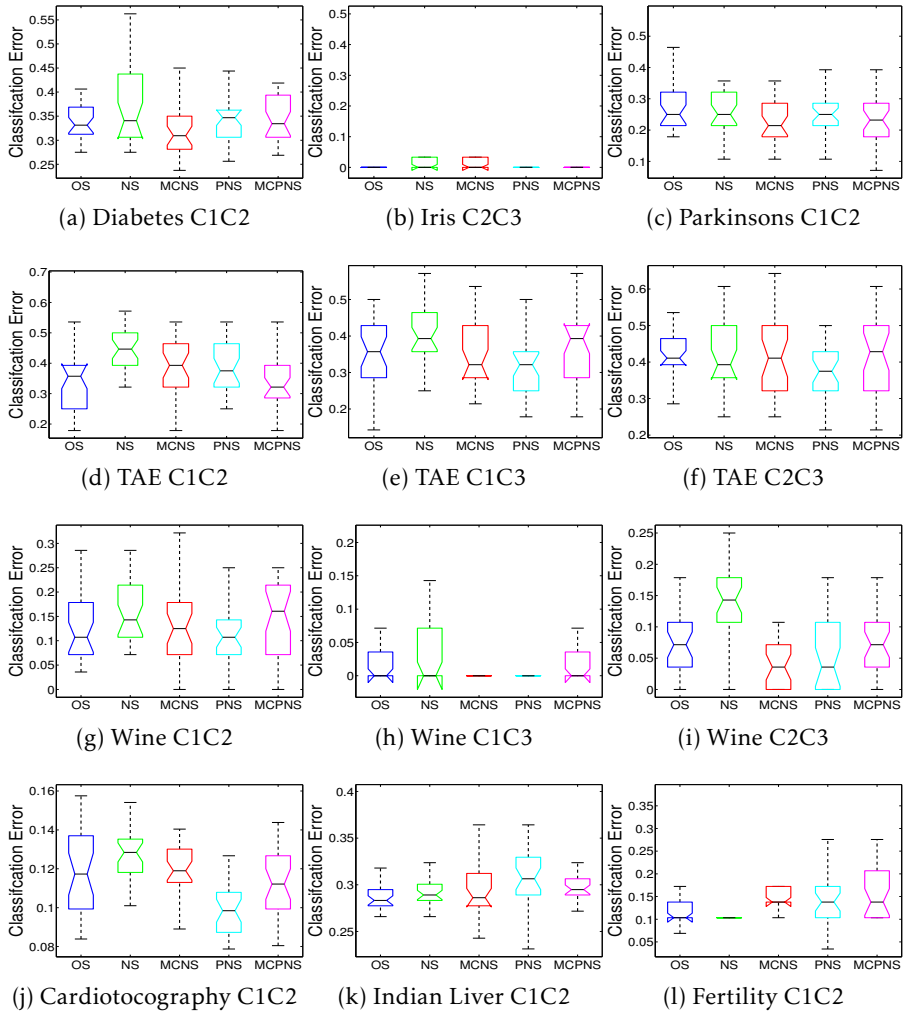 Classifcation Error
0.55
0.5
0.45
0.4
0.35
0.3
0.25
OS NS MCNS PNS MCPNS
(a) Diabetes C1C2
Classifcation Error
0.5
0.4
0.3
0.2
0.1
0
OS NS MCNS PNS MCPNS
(b) Iris C2C3
Classifcation Error
0.5
0.4
0.3
0.2
0.1
OS NS MCNS PNS MCPNS
(c) Parkinsons C1C2
Classifcation Error
0.7
0.6
0.5
0.4
0.3
0.2
OS NS MCNS PNS MCPNS
(d) TAE C1C2
Classifcation Error
0.5
0.4
0.3
0.2
OS NS MCNS PNS MCPNS
(e) TAE C1C3
Classifcation Error
0.6
0.5
0.4
0.3
0.2
OS NS MCNS PNS MCPNS
(f) TAE C2C3
Classifcation Error
0.3
0.25
0.2
0.15
0.1
0.05
0
OS NS MCNS PNS MCPNS
(g) Wine C1C2
Classifcation Error
0.2
0.15
0.1
0.05
0
OS NS MCNS PNS MCPNS
(h) Wine C1C3
Classifcation Error
0.25
0.2
0.15
0.1
0.05
0
OS NS MCNS PNS MCPNS
(i) Wine C2C3
Classifcation Error
0.16
0.14
0.12
0.1
0.08
OS NS MCNS PNS MCPNS
(j) Cardiotocography C1C2
Classifcation Error
0.4
0.35
0.3
0.25
OS NS MCNS PNS MCPNS
(k) Indian Liver C1C2
Classifcation Error
0.35
0.3
0.25
0.2
0.15
0.1
0.05
OS NS MCNS PNS MCPNS
(l) Fertility C1C2